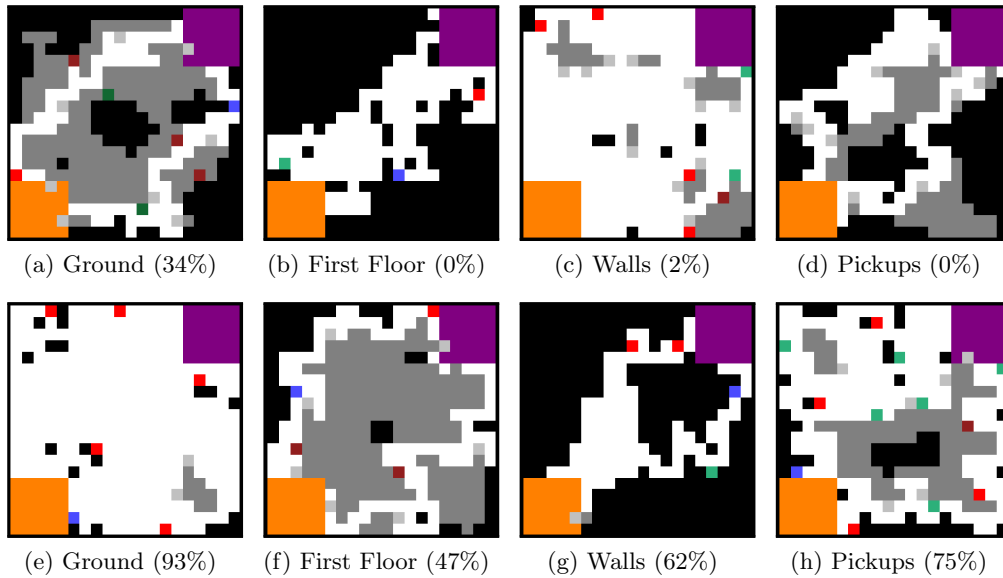 (a) Ground (34%) (b) First Floor (0%) (c) Walls (2%) (d) Pickups (0%)
(e) Ground (93%) (f) First Floor (47%) (g) Walls (62%) (h) Pickups (75%)